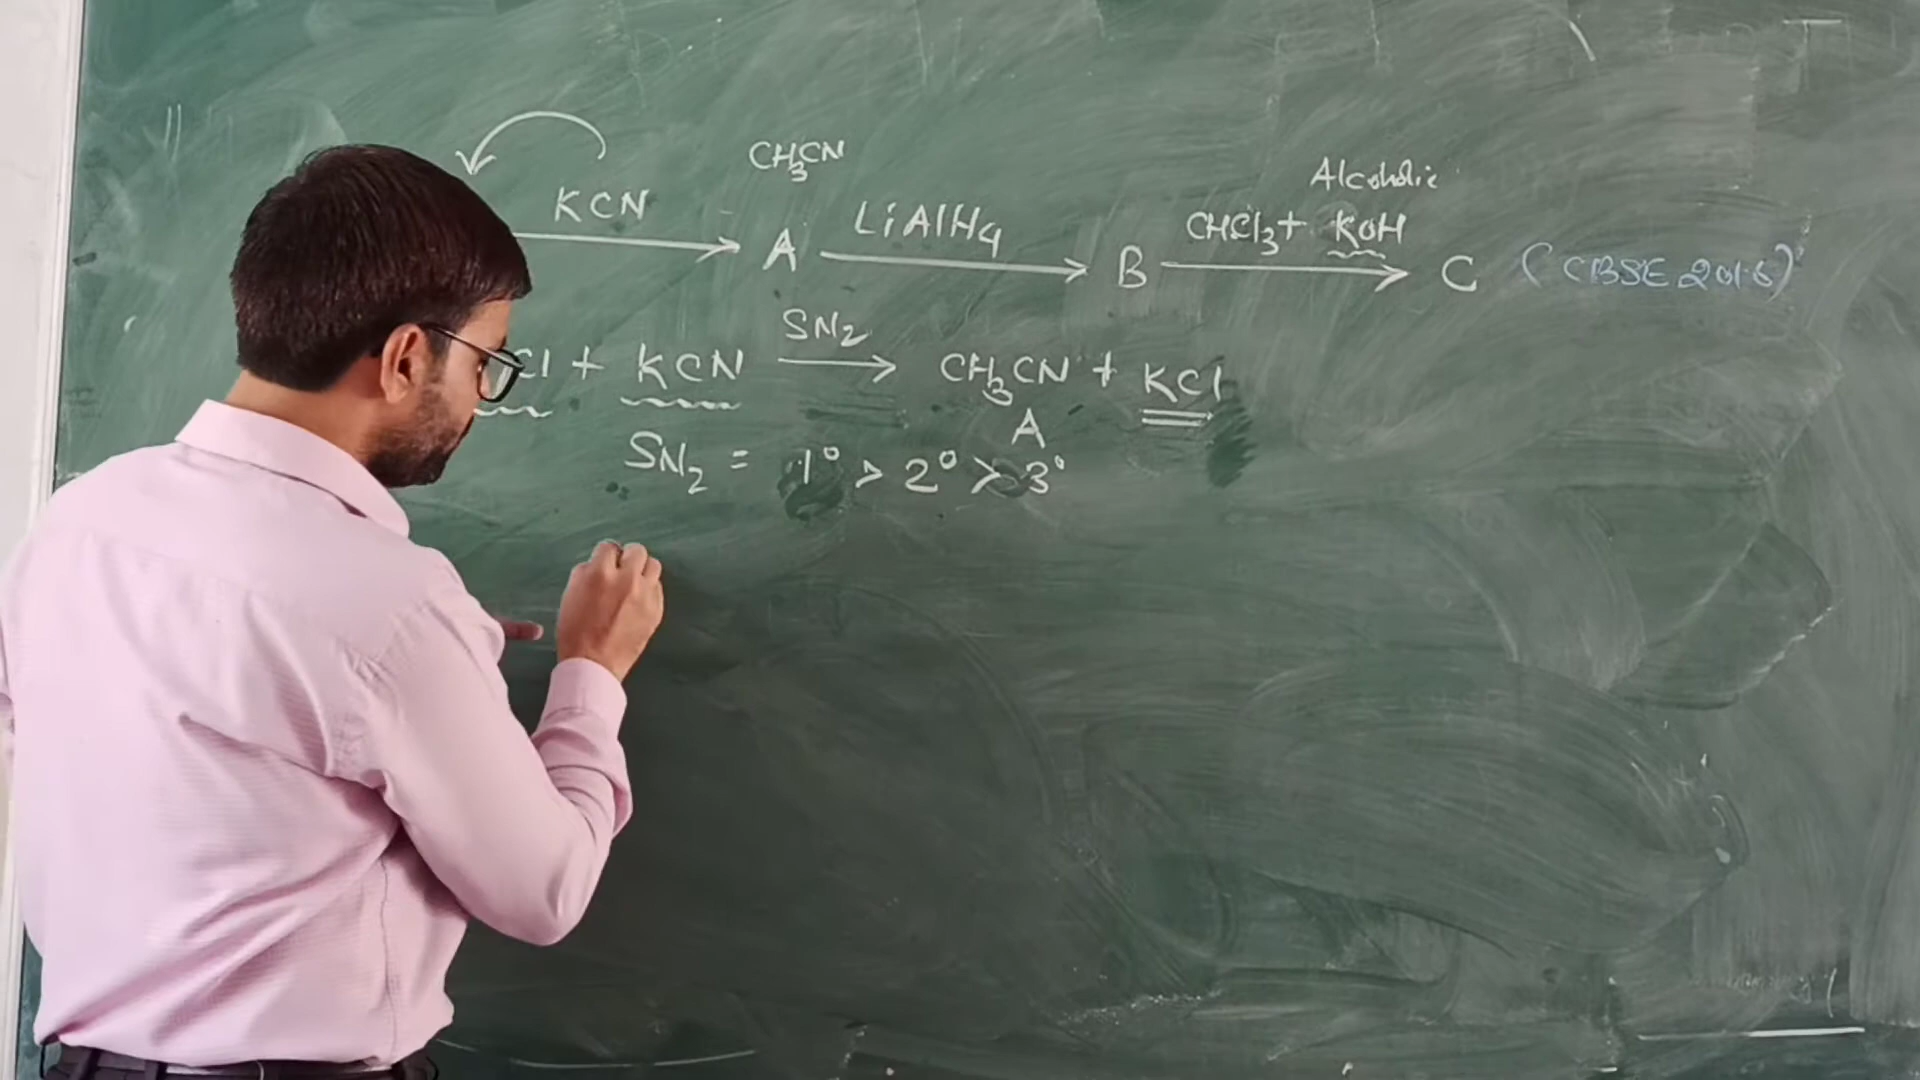 CH3CN
Alcoholic
KCN A LiAlH4 B CHCl3 + KOH C (CBSE 2016)
Cl + KCN SN2 CH3CN + KCl
A
SN2 = 1° > 2° > 3°